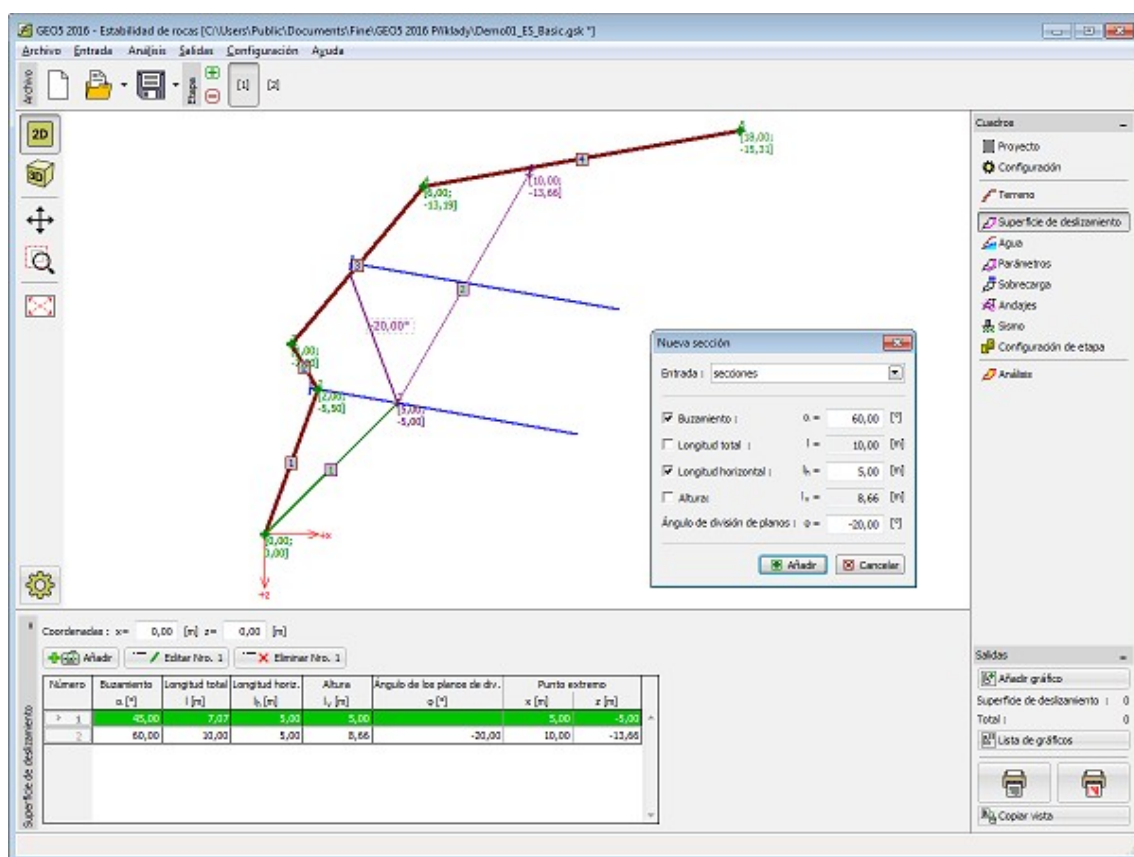 GEO5 2016 - Estabilidad de rocas [C:\Users\Public\Documents\Fine\GEO5 2016 Příklady\Demo01_ES_Basic.gsk *]
Archivo Entrada Análisis Salidas Configuración Ayuda
Archivo
Etapa
[1] [2]
2D
3D
[18,00;
-15,31]
4
[10,00;
-13,66]
-13,19]
3
2
-20,00°
[2,00;
-5,50]
[5,00;
-5,00]
1
1
[0,00;
0,00]
+x
+z
Nueva sección
Entrada : secciones
Buzamiento : α = 60,00 [°]
Longitud total : l = 10,00 [m]
Longitud horizontal : lh = 5,00 [m]
Altura: lv = 8,66 [m]
Ángulo de división de planos : φ = -20,00 [°]
Añadir Cancelar
Cuadros
Proyecto
Configuración
Terreno
Superficie de deslizamiento
Agua
Parámetros
Sobrecarga
Andajes
Sismo
Configuración de etapa
Análisis
Superficie de deslizamiento
Coordenadas : x= 0,00 [m] z= 0,00 [m]
Añadir Editar Nro. 1 Eliminar Nro. 1
Número Buzamiento Longitud total Longitud horiz. Altura Ángulo de los planos de div. Punto extremo
α [°] l [m] lh [m] lv [m] φ [°] x [m] z [m]
> 1 45,00 7,07 5,00 5,00 5,00 -5,00
2 60,00 10,00 5,00 8,66 -20,00 10,00 -13,66
Salidas
Añadir gráfico
Superficie de deslizamiento : 0
Total : 0
Lista de gráficos
Copiar vista